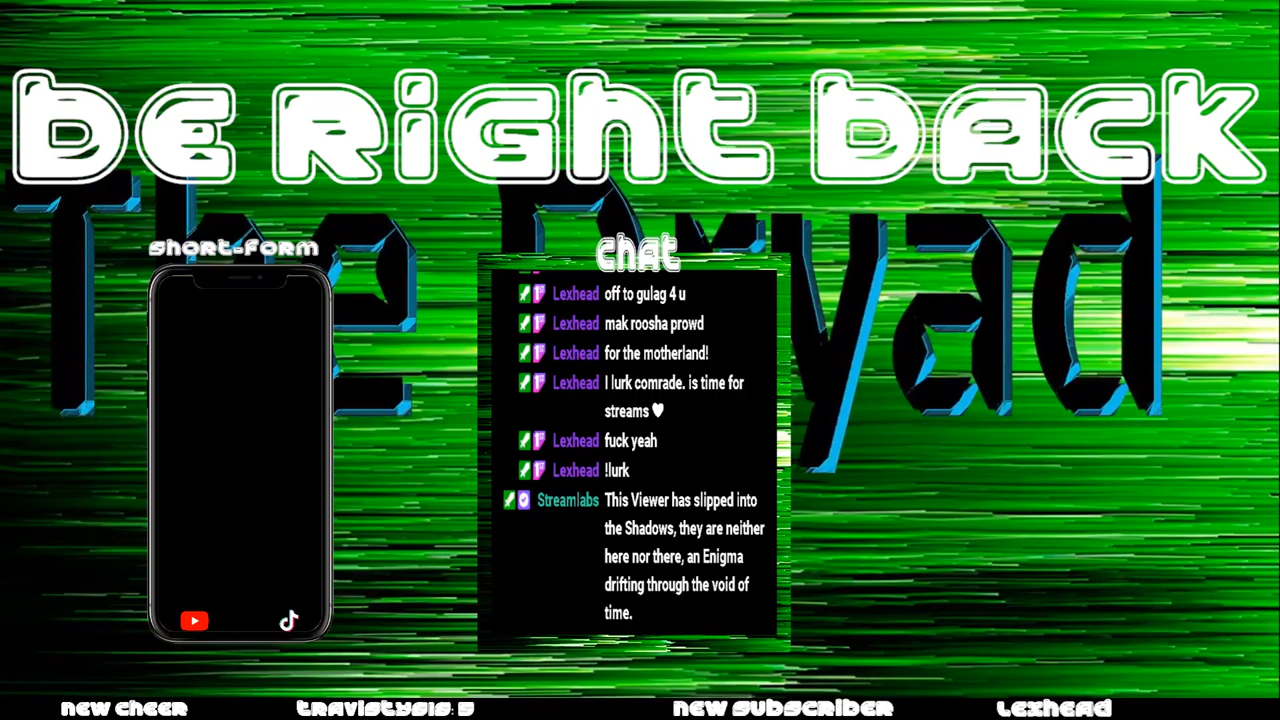 Be Right Back
The Dryad
Short-Form
Chat
Lexhead off to gulag 4 u
Lexhead mak roosha prowd
Lexhead for the motherland!
Lexhead I lurk comrade. is time for
streams ♥
Lexhead fuck yeah
Lexhead !lurk
Streamlabs This Viewer has slipped into
the Shadows, they are neither
here nor there, an Enigma
drifting through the void of
time.
New Cheer Travistysis: 5 New Subscriber Lexhead